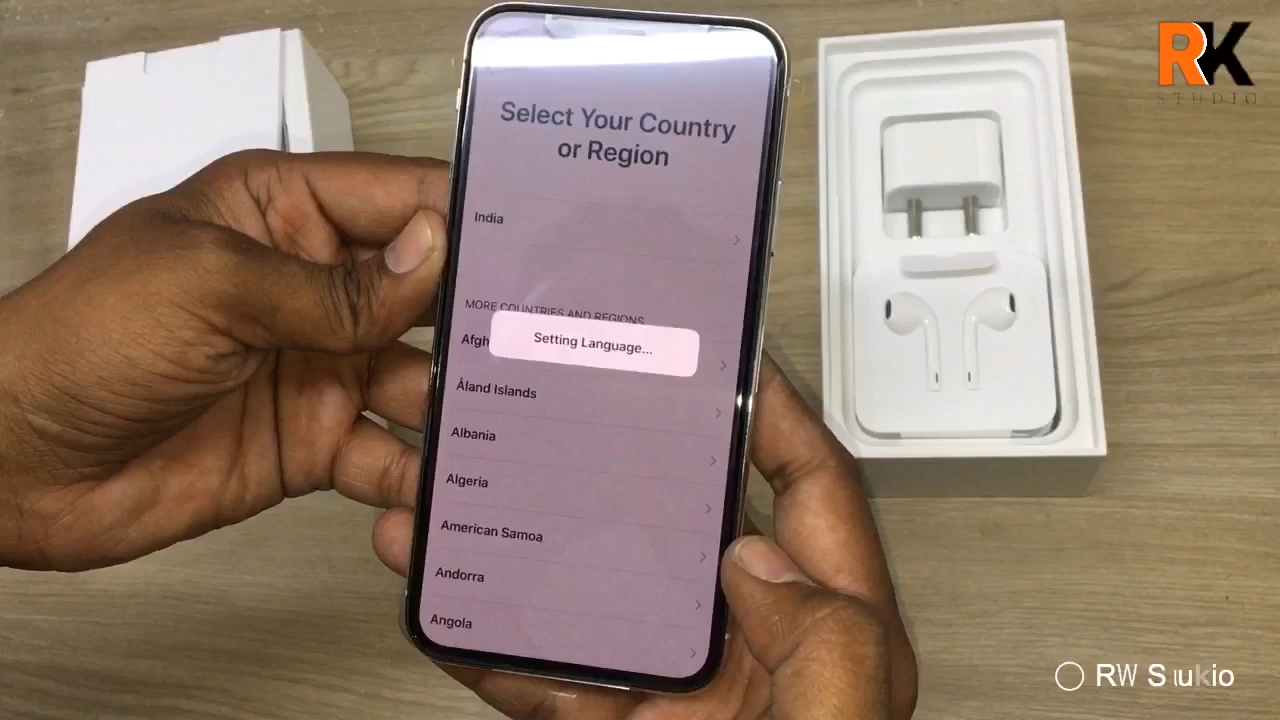 RK
STUDIO
Select Your Country
or Region
India
MORE COUNTRIES AND REGIONS
Afgh
Setting Language...
Åland Islands
Albania
Algeria
American Samoa
Andorra
Angola
RW